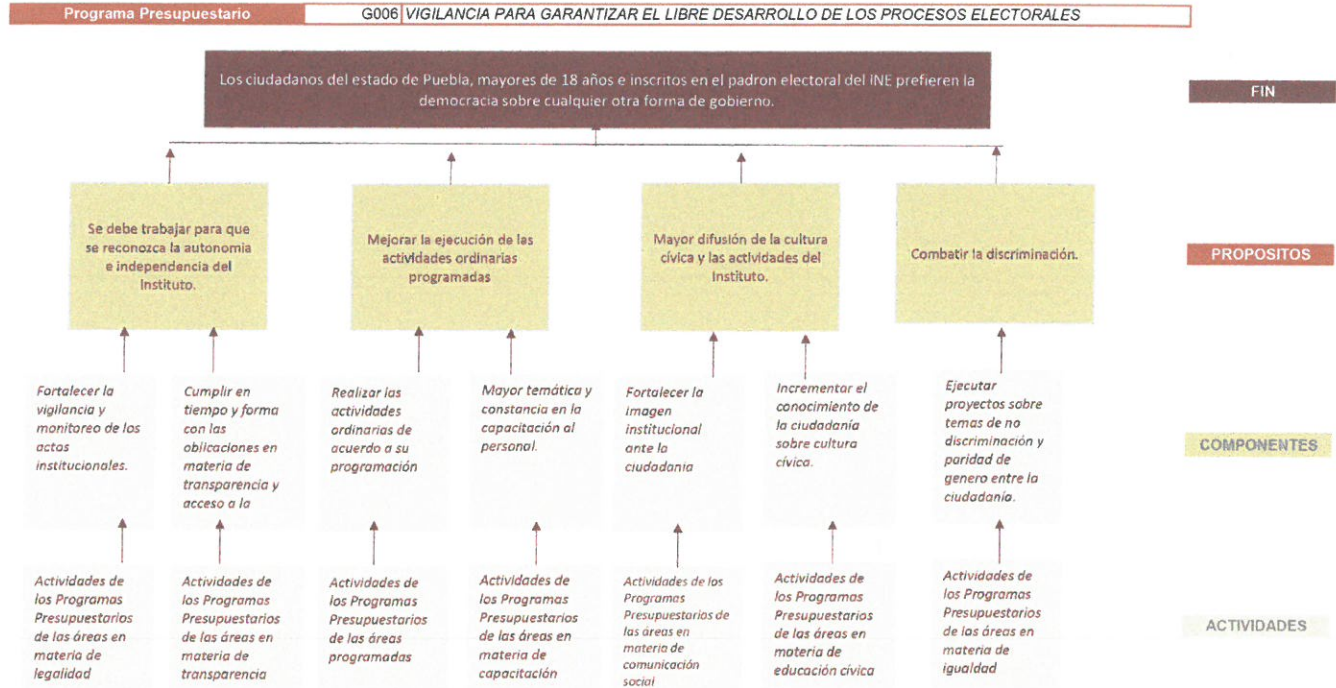 Programa Presupuestario
G006 VIGILANCIA PARA GARANTIZAR EL LIBRE DESARROLLO DE LOS PROCESOS ELECTORALES
Los ciudadanos del estado de Puebla, mayores de 18 años e inscritos en el padron electoral del INE prefieren la
democracia sobre cualquier otra forma de gobierno.
FIN
Se debe trabajar para que
se reconozca la autonomia
e independencia del
Instituto.
Mejorar la ejecución de las
actividades ordinarias
programadas
Mayor difusión de la cultura
cívica y las actividades del
Instituto.
Combatir la discriminación.
PROPOSITOS
Fortalecer la
vigilancia y
monitoreo de los
actos
institucionales.
Cumplir en
tiempo y forma
con las
oblicaciones en
materia de
transparencia y
acceso a la
Realizar las
actividades
ordinarias de
acuerdo a su
programación
Mayor temática y
constancia en la
capacitación al
personal.
Fortalecer la
imagen
institucional
ante la
ciudadania
Incrementar el
conocimiento de
la ciudadanía
sobre cultura
cívica.
Ejecutar
proyectos sobre
temas de no
discriminación y
paridad de
genero entre la
ciudadanía.
COMPONENTES
Actividades de
los Programas
Presupuestarios
de las áreas en
materia de
legalidad
Actividades de
los Programas
Presupuestarios
de las áreas en
materia de
transparencia
Actividades de
los Programas
Presupuestarios
de las áreas
programadas
Actividades de
los Programas
Presupuestarios
de las áreas en
materia de
capacitación
Actividades de los
Programas
Presupuestarios de
las áreas en
materia de
comunicación
social
Actividades de
los Programas
Presupuestarios
de las áreas en
materia de
educación cívica
Actividades de
los Programas
Presupuestarios
de las áreas en
materia de
igualdad
ACTIVIDADES